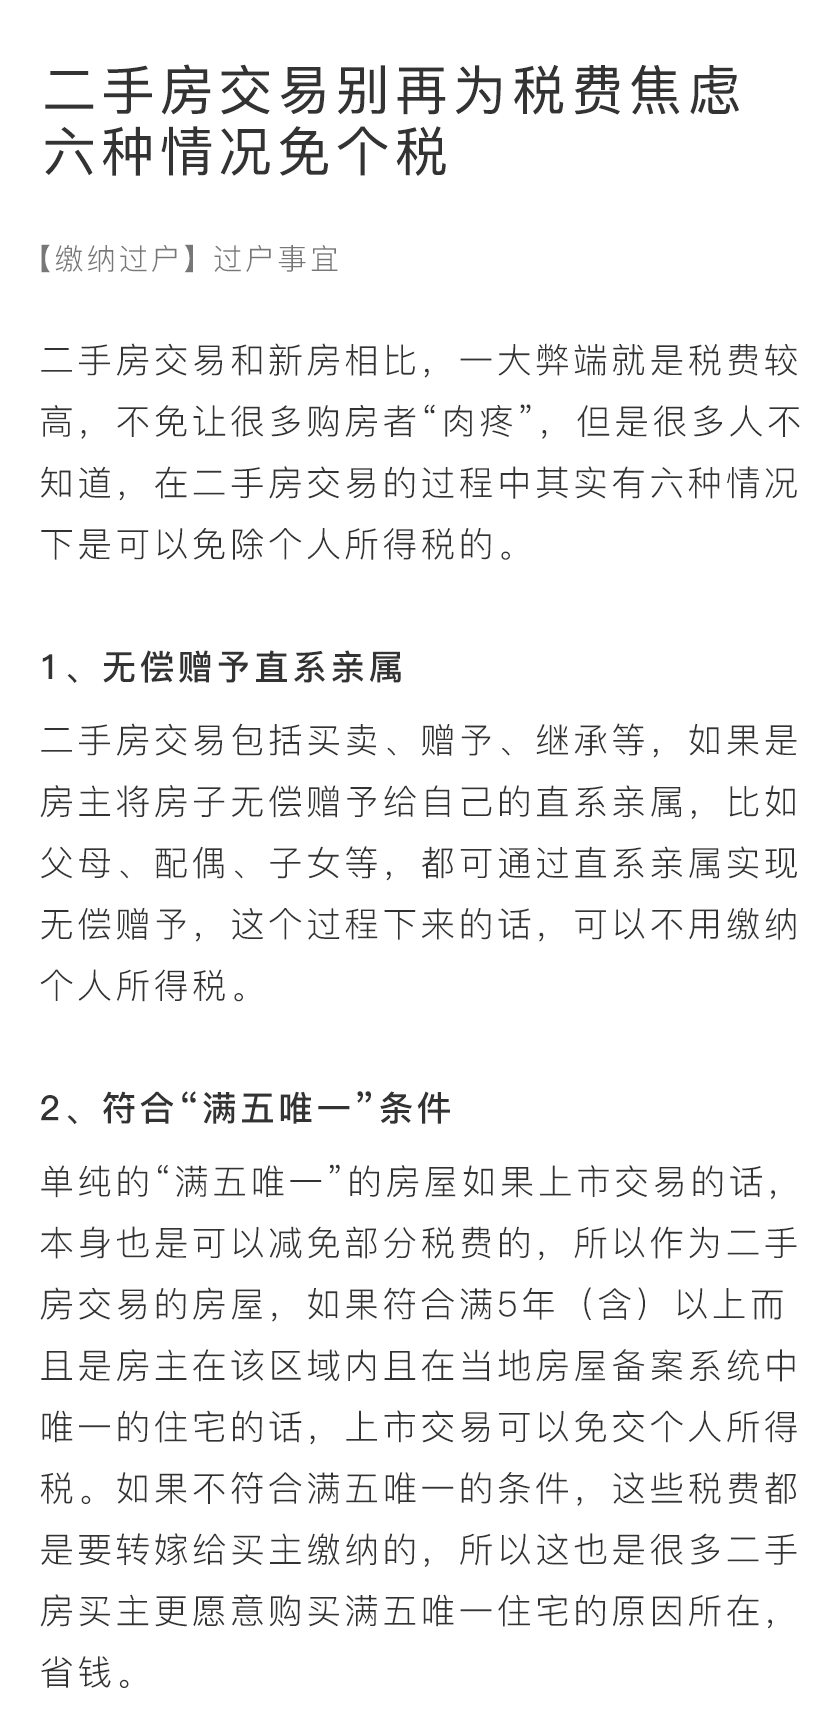 二手房交易别再为税费焦虑
六种情况免个税
【缴纳过户】过户事宜
二手房交易和新房相比，一大弊端就是税费较
高，不免让很多购房者“肉疼”，但是很多人不
知道，在二手房交易的过程中其实有六种情况
下是可以免除个人所得税的。
1、无偿赠予直系亲属
二手房交易包括买卖、赠予、继承等，如果是
房主将房子无偿赠予给自己的直系亲属，比如
父母、配偶、子女等，都可通过直系亲属实现
无偿赠予，这个过程下来的话，可以不用缴纳
个人所得税。
2、符合“满五唯一”条件
单纯的“满五唯一”的房屋如果上市交易的话，
本身也是可以减免部分税费的，所以作为二手
房交易的房屋，如果符合满5年（含）以上而
且是房主在该区域内且在当地房屋备案系统中
唯一的住宅的话，上市交易可以免交个人所得
税。如果不符合满五唯一的条件，这些税费都
是要转嫁给买主缴纳的，所以这也是很多二手
房买主更愿意购买满五唯一住宅的原因所在，
省钱。